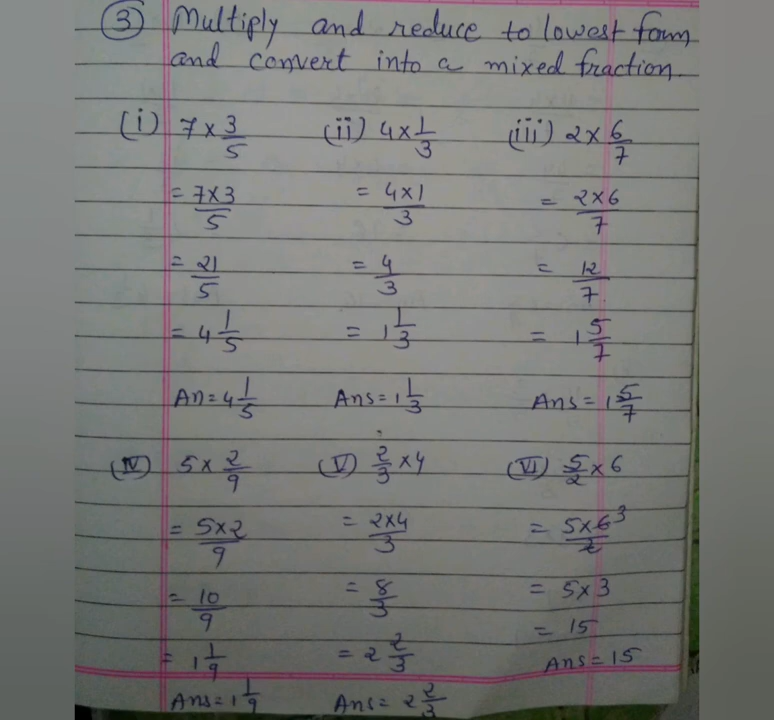 ③ Multiply and reduce to lowest form
and convert into a mixed fraction.
(i) 7 × 3/5 (ii) 4 × 1/3 (iii) 2 × 6/7
= 7×3/5 = 4×1/3 = 2×6/7
= 21/5 = 4/3 = 12/7
= 4 1/5 = 1 1/3 = 1 5/7
An = 4 1/5 Ans = 1 1/3 Ans = 1 5/7
(IV) 5 × 2/9 (V) 2/3 × 4 (VI) 5/2 × 6
= 5×2/9 = 2×4/3 = 5×6³/2
= 10/9 = 8/3 = 5×3
= 15
= 1 1/9 = 2 2/3 Ans = 15
Ans = 1 1/9 Ans = 2 2/3